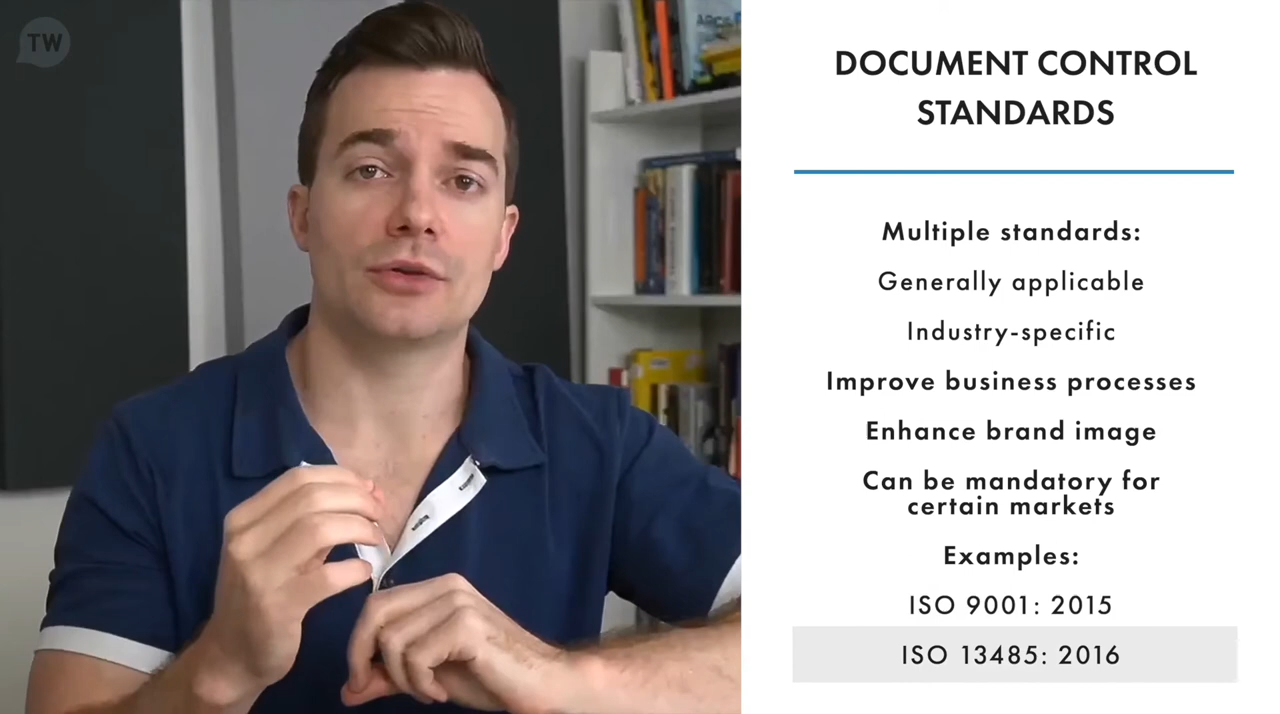 TW
DOCUMENT CONTROL
STANDARDS
Multiple standards:
Generally applicable
Industry-specific
Improve business processes
Enhance brand image
Can be mandatory for
certain markets
Examples:
ISO 9001: 2015
ISO 13485: 2016